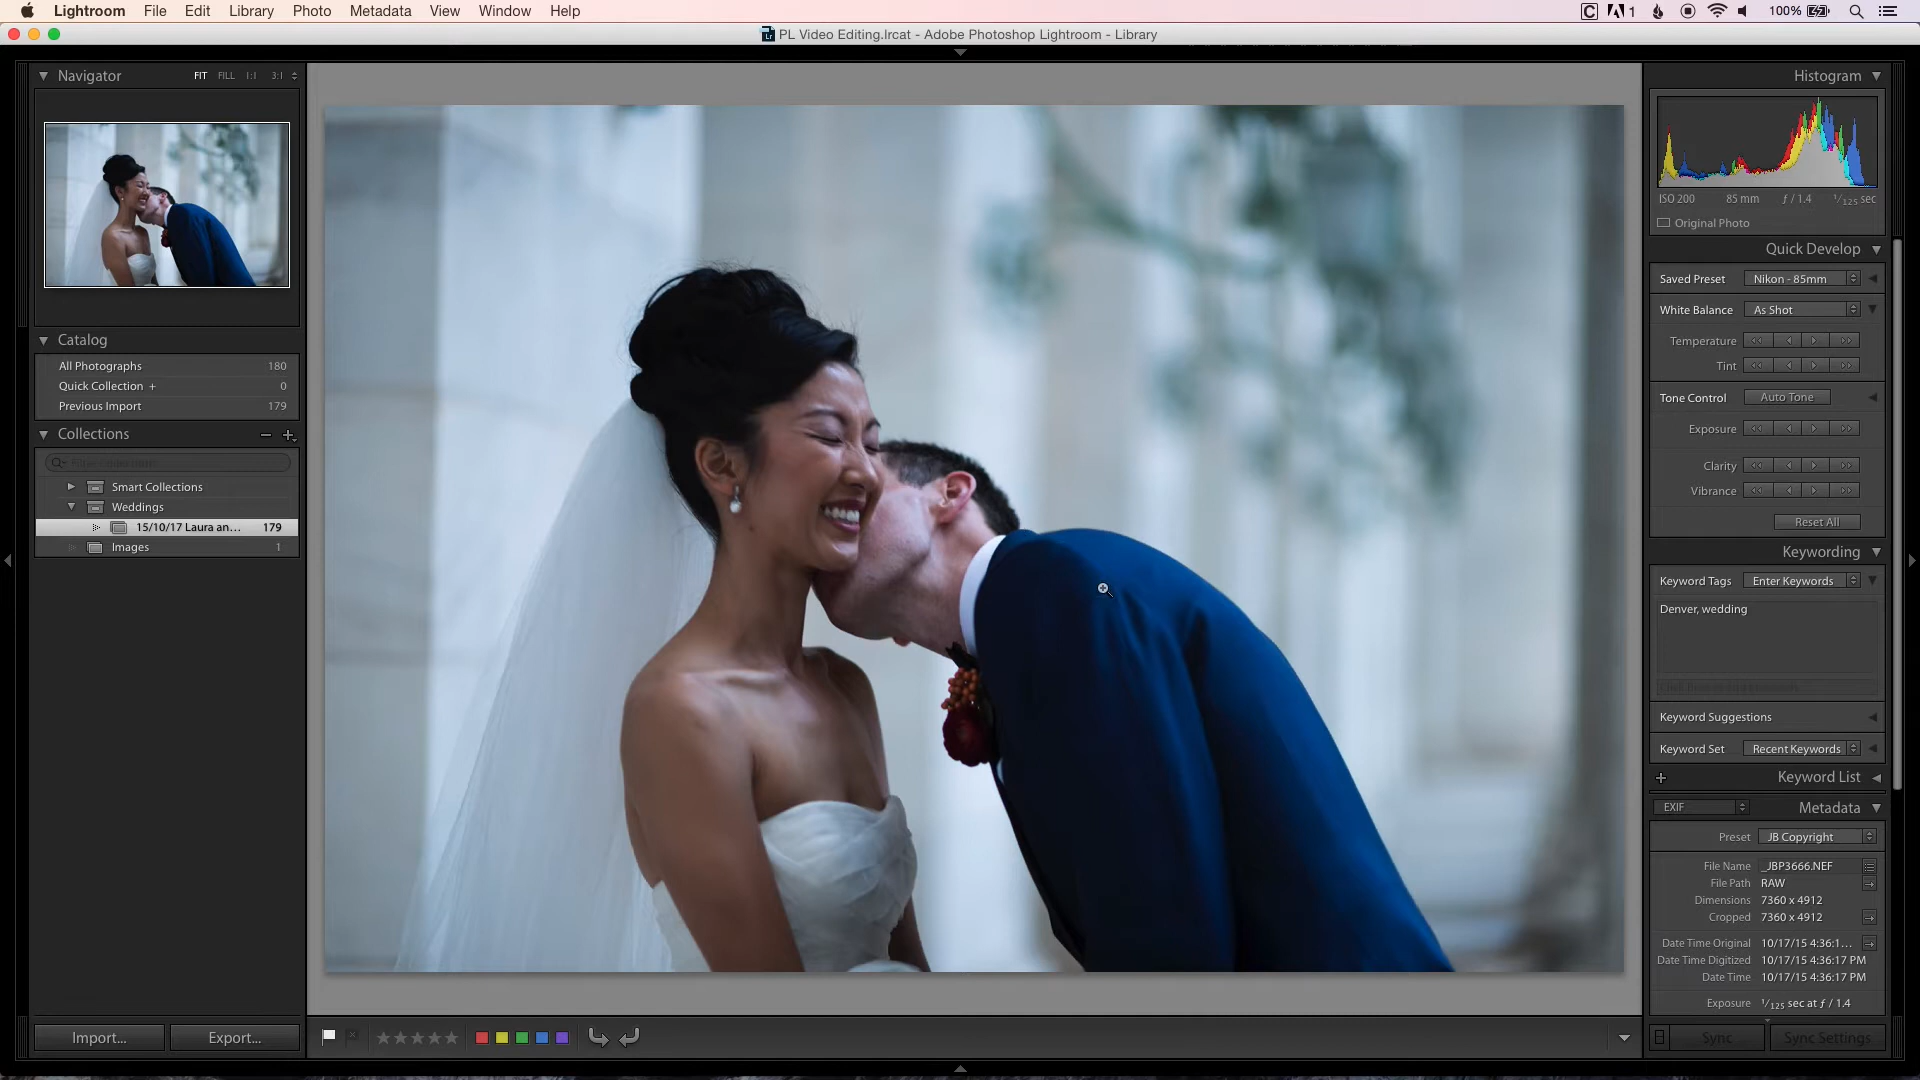 Lightroom File Edit Library Photo Metadata View Window Help 1 100%
PL Video Editing.lrcat - Adobe Photoshop Lightroom - Library
Navigator FIT FILL 1:1 3:1
Catalog
All Photographs 180
Quick Collection + 0
Previous Import 179
Collections
Smart Collections
Weddings
15/10/17 Laura an... 179
Images 1
Import... Export...
Histogram
ISO 200 85 mm ƒ / 1.4 1/125 sec
Original Photo
Quick Develop
Saved Preset Nikon - 85mm
White Balance As Shot
Temperature
Tint
Tone Control Auto Tone
Exposure
Clarity
Vibrance
Reset All
Keywording
Keyword Tags Enter Keywords
Denver, wedding
Keyword Suggestions
Keyword Set Recent Keywords
Keyword List
EXIF Metadata
Preset JB Copyright
File Name _JBP3666.NEF
File Path RAW
Dimensions 7360 x 4912
Cropped 7360 x 4912
Date Time Original 10/17/15 4:36:1...
Date Time Digitized 10/17/15 4:36:17 PM
Date Time 10/17/15 4:36:17 PM
Exposure 1/125 sec at ƒ / 1.4
Sync Sync Settings